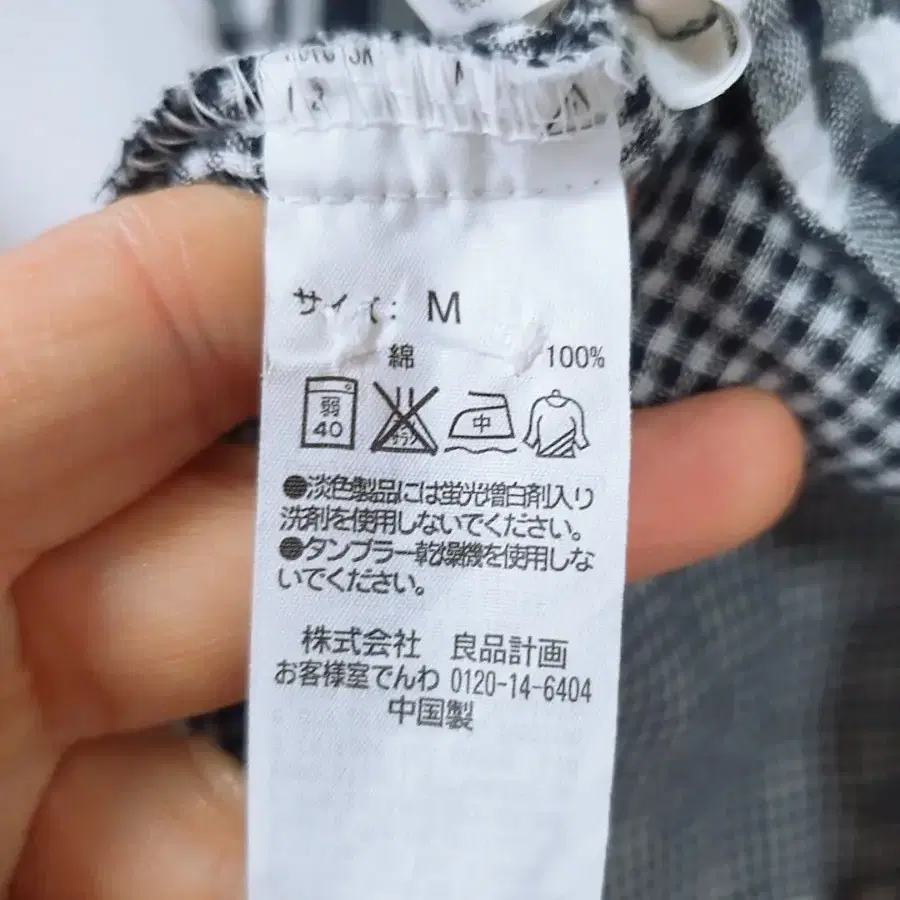 サイズ: M
綿 100%
弱 40 中
●淡色製品には蛍光増白剤入り
洗剤を使用しないでください。
●タンブラー乾燥機を使用しな
いでください。
株式会社 良品計画
お客様室でんわ 0120-14-6404
中国製